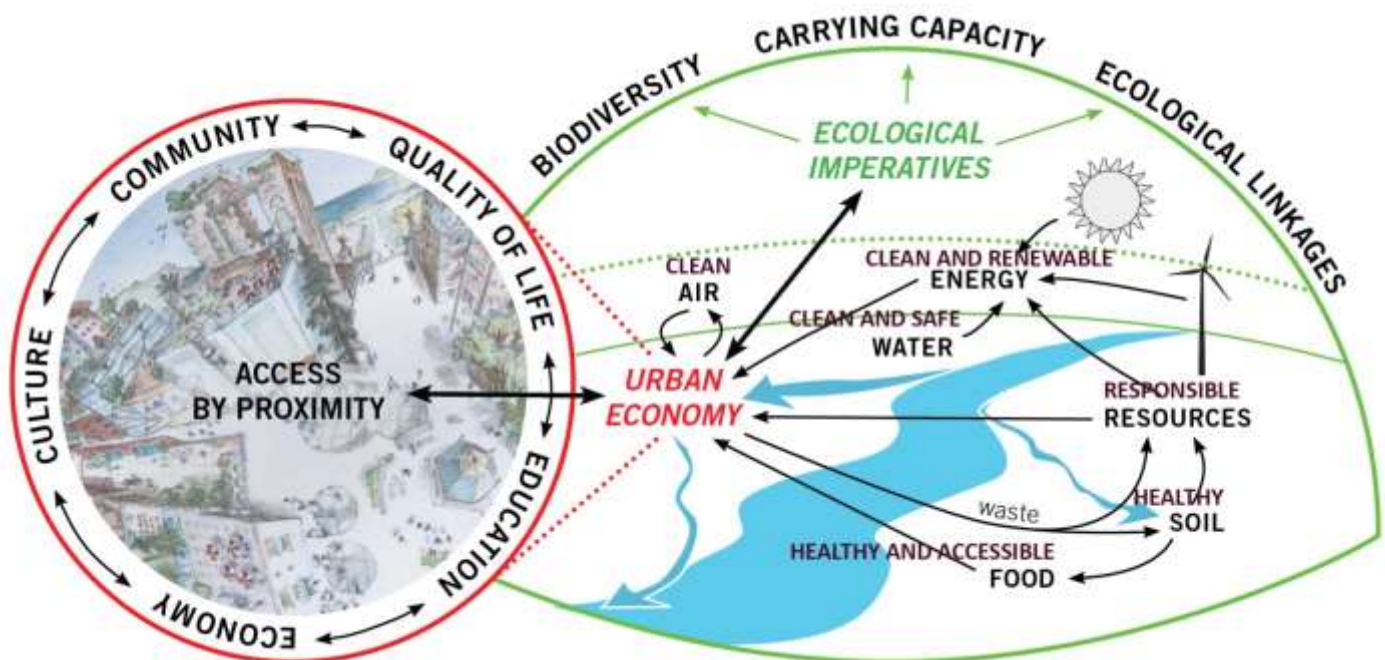 CARRYING CAPACITY
BIODIVERSITY
ECOLOGICAL LINKAGES
ECOLOGICAL
IMPERATIVES
COMMUNITY
QUALITY OF LIFE
CULTURE
EDUCATION
ECONOMY
ACCESS
BY PROXIMITY
CLEAN
AIR
CLEAN AND RENEWABLE
ENERGY
CLEAN AND SAFE
WATER
URBAN
ECONOMY
RESPONSIBLE
RESOURCES
waste
HEALTHY
SOIL
HEALTHY AND ACCESSIBLE
FOOD